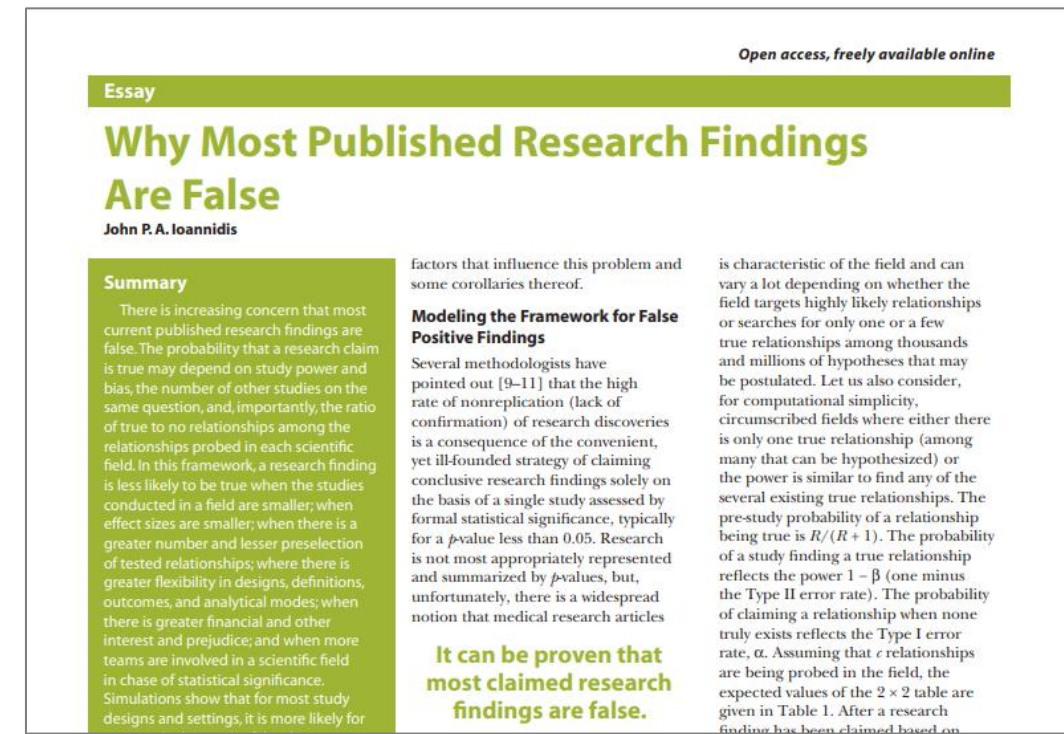 Open access, freely available online
Essay
Why Most Published Research Findings
Are False
John P. A. Ioannidis
Summary
There is increasing concern that most
current published research findings are
false. The probability that a research claim
is true may depend on study power and
bias, the number of other studies on the
same question, and, importantly, the ratio
of true to no relationships among the
relationships probed in each scientific
field. In this framework, a research finding
is less likely to be true when the studies
conducted in a field are smaller; when
effect sizes are smaller; when there is a
greater number and lesser preselection
of tested relationships; where there is
greater flexibility in designs, definitions,
outcomes, and analytical modes; when
there is greater financial and other
interest and prejudice; and when more
teams are involved in a scientific field
in chase of statistical significance.
Simulations show that for most study
designs and settings, it is more likely for
factors that influence this problem and
some corollaries thereof.
Modeling the Framework for False
Positive Findings
Several methodologists have
pointed out [9–11] that the high
rate of nonreplication (lack of
confirmation) of research discoveries
is a consequence of the convenient,
yet ill-founded strategy of claiming
conclusive research findings solely on
the basis of a single study assessed by
formal statistical significance, typically
for a p-value less than 0.05. Research
is not most appropriately represented
and summarized by p-values, but,
unfortunately, there is a widespread
notion that medical research articles
It can be proven that
most claimed research
findings are false.
is characteristic of the field and can
vary a lot depending on whether the
field targets highly likely relationships
or searches for only one or a few
true relationships among thousands
and millions of hypotheses that may
be postulated. Let us also consider,
for computational simplicity,
circumscribed fields where either there
is only one true relationship (among
many that can be hypothesized) or
the power is similar to find any of the
several existing true relationships. The
pre-study probability of a relationship
being true is R/(R + 1). The probability
of a study finding a true relationship
reflects the power 1 − β (one minus
the Type II error rate). The probability
of claiming a relationship when none
truly exists reflects the Type I error
rate, α. Assuming that c relationships
are being probed in the field, the
expected values of the 2 × 2 table are
given in Table 1. After a research
finding has been claimed based on